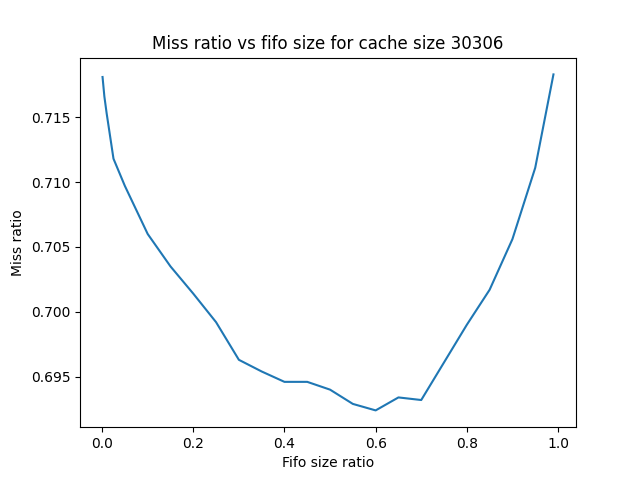 Miss ratio vs fifo size for cache size 30306
0.715
0.710
0.705
0.700
0.695
Miss ratio
0.0 0.2 0.4 0.6 0.8 1.0
Fifo size ratio